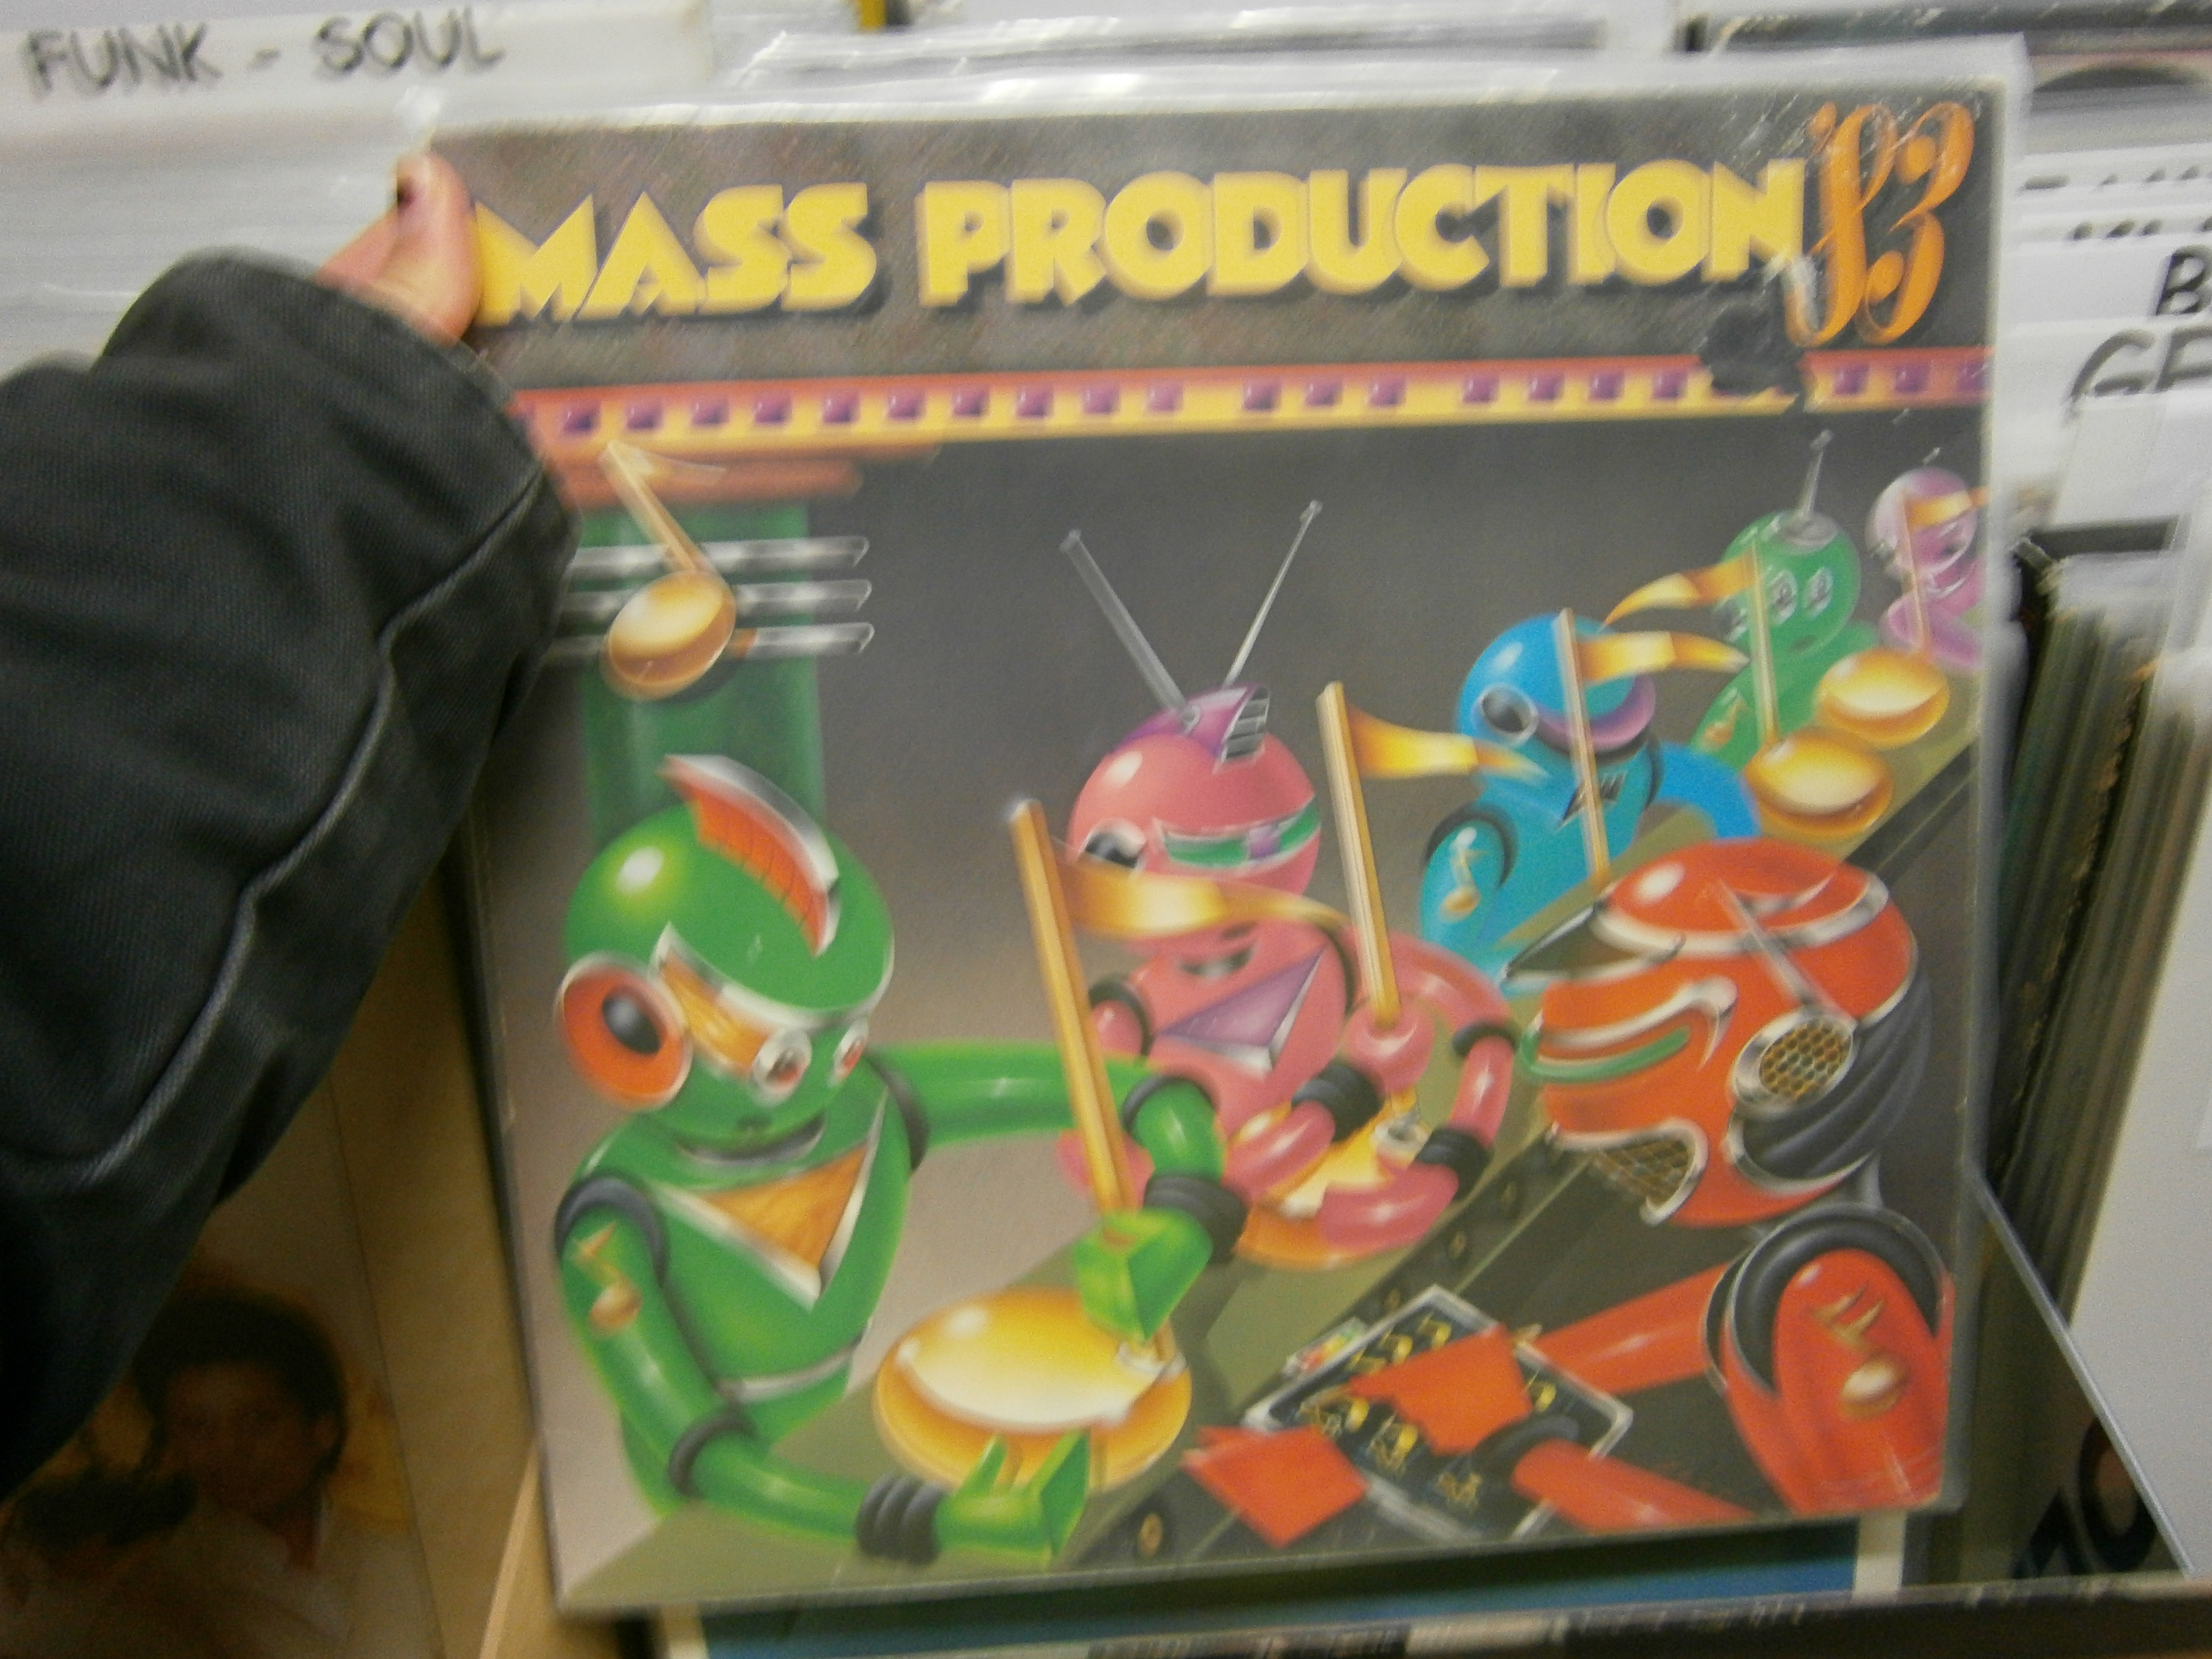 FUNK - SOUL
MASS PRODUCTION '83